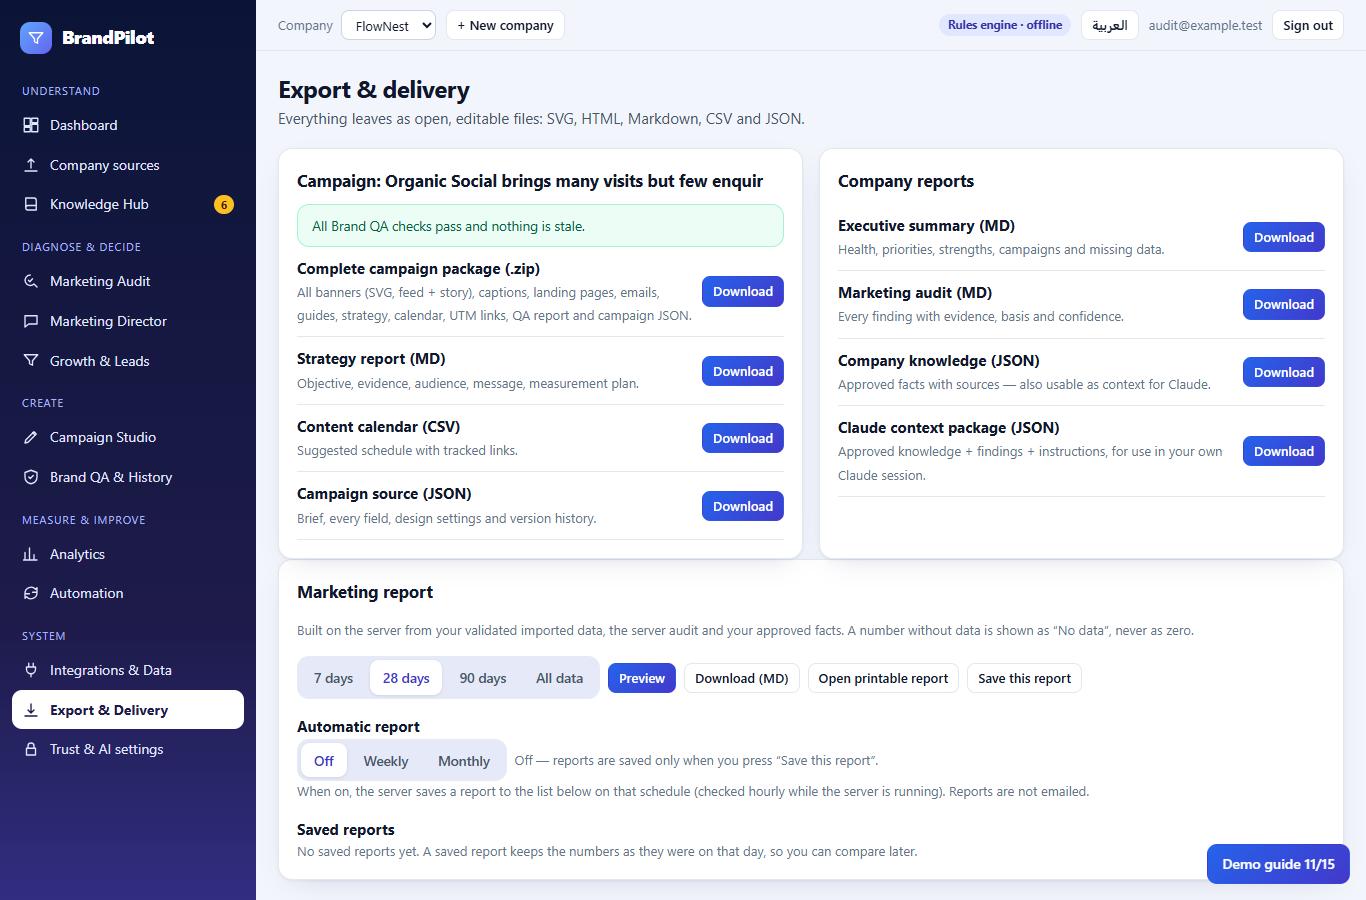 BrandPilot
UNDERSTAND
Dashboard
Company sources
Knowledge Hub 6
DIAGNOSE & DECIDE
Marketing Audit
Marketing Director
Growth & Leads
CREATE
Campaign Studio
Brand QA & History
MEASURE & IMPROVE
Analytics
Automation
SYSTEM
Integrations & Data
Export & Delivery
Trust & AI settings
Company FlowNest + New company Rules engine · offline العربية audit@example.test Sign out
Export & delivery
Everything leaves as open, editable files: SVG, HTML, Markdown, CSV and JSON.
Campaign: Organic Social brings many visits but few enquir
All Brand QA checks pass and nothing is stale.
Complete campaign package (.zip)
All banners (SVG, feed + story), captions, landing pages, emails,
guides, strategy, calendar, UTM links, QA report and campaign JSON.
Download
Strategy report (MD)
Objective, evidence, audience, message, measurement plan.
Download
Content calendar (CSV)
Suggested schedule with tracked links.
Download
Campaign source (JSON)
Brief, every field, design settings and version history.
Download
Company reports
Executive summary (MD)
Health, priorities, strengths, campaigns and missing data.
Download
Marketing audit (MD)
Every finding with evidence, basis and confidence.
Download
Company knowledge (JSON)
Approved facts with sources — also usable as context for Claude.
Download
Claude context package (JSON)
Approved knowledge + findings + instructions, for use in your own
Claude session.
Download
Marketing report
Built on the server from your validated imported data, the server audit and your approved facts. A number without data is shown as “No data”, never as zero.
7 days 28 days 90 days All data Preview Download (MD) Open printable report Save this report
Automatic report
Off Weekly Monthly Off — reports are saved only when you press “Save this report”.
When on, the server saves a report to the list below on that schedule (checked hourly while the server is running). Reports are not emailed.
Saved reports
No saved reports yet. A saved report keeps the numbers as they were on that day, so you can compare later.
Demo guide 11/15